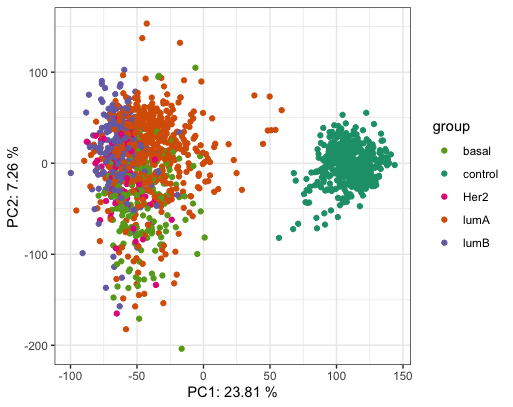 100
0
-100
-200
PC2: 7.26 %
-100
-50
0
50
100
150
PC1: 23.81 %
group
basal
control
Her2
lumA
lumB